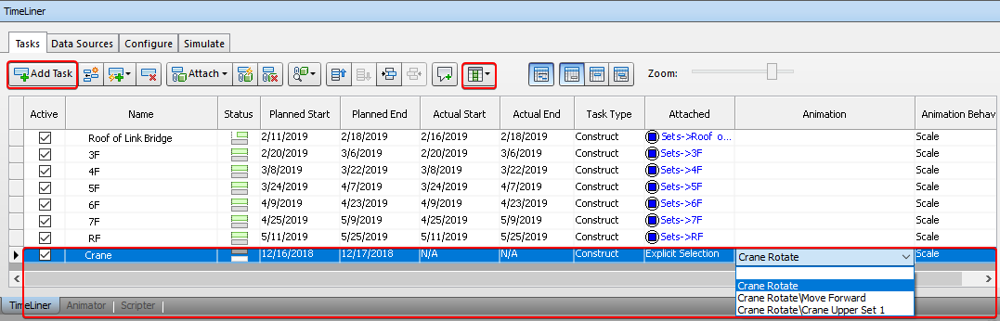 TimeLiner
Tasks Data Sources Configure Simulate
Add Task Attach Zoom:
Active Name Status Planned Start Planned End Actual Start Actual End Task Type Attached Animation Animation Behav
Roof of Link Bridge 2/11/2019 2/18/2019 2/16/2019 2/18/2019 Construct Sets->Roof o... Scale
3F 2/20/2019 3/6/2019 2/20/2019 3/6/2019 Construct Sets->3F Scale
4F 3/8/2019 3/22/2019 3/8/2019 3/22/2019 Construct Sets->4F Scale
5F 3/24/2019 4/7/2019 3/24/2019 4/7/2019 Construct Sets->5F Scale
6F 4/9/2019 4/23/2019 4/9/2019 4/23/2019 Construct Sets->6F Scale
7F 4/25/2019 5/9/2019 4/25/2019 5/9/2019 Construct Sets->7F Scale
RF 5/11/2019 5/25/2019 5/11/2019 5/25/2019 Construct Sets->RF Scale
Crane 12/16/2018 12/17/2018 N/A N/A Construct Explicit Selection Crane Rotate Scale
Crane Rotate
Crane Rotate\Move Forward
Crane Rotate\Crane Upper Set 1
TimeLiner Animator Scripter